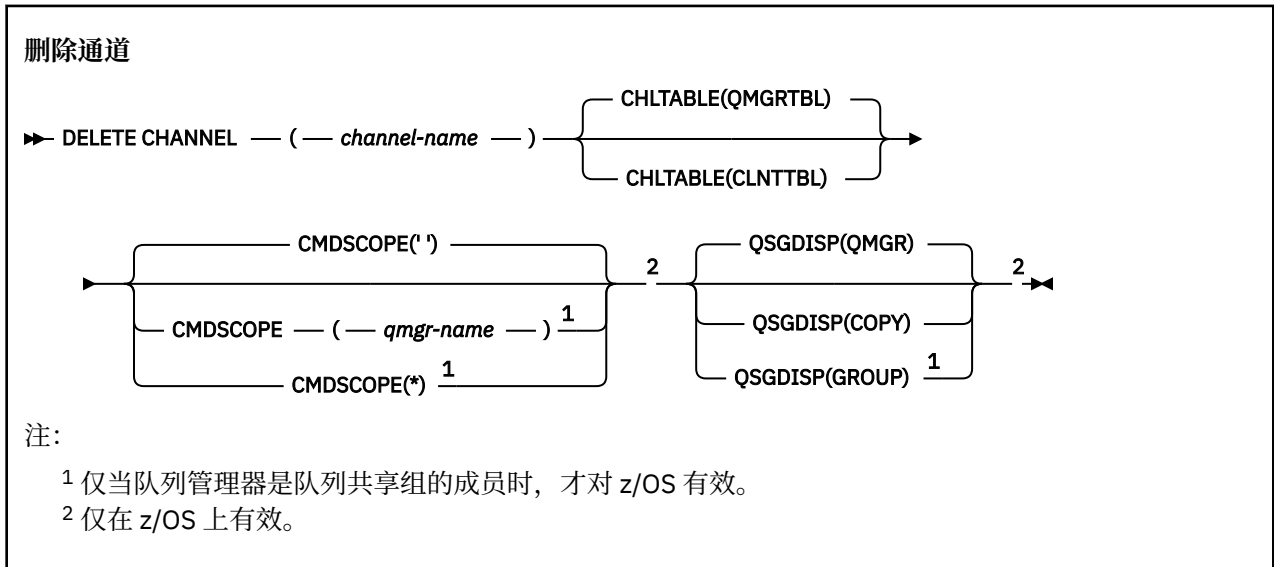 删除通道
CHLTABLE(QMGRTBL)
DELETE CHANNEL ( channel-name )
CHLTABLE(CLNTTBL)
CMDSCOPE(' ') QSGDISP(QMGR)
2 2
CMDSCOPE ( qmgr-name ) 1 QSGDISP(COPY)
CMDSCOPE(*) 1 QSGDISP(GROUP) 1
注：
1 仅当队列管理器是队列共享组的成员时，才对 z/OS 有效。
2 仅在 z/OS 上有效。